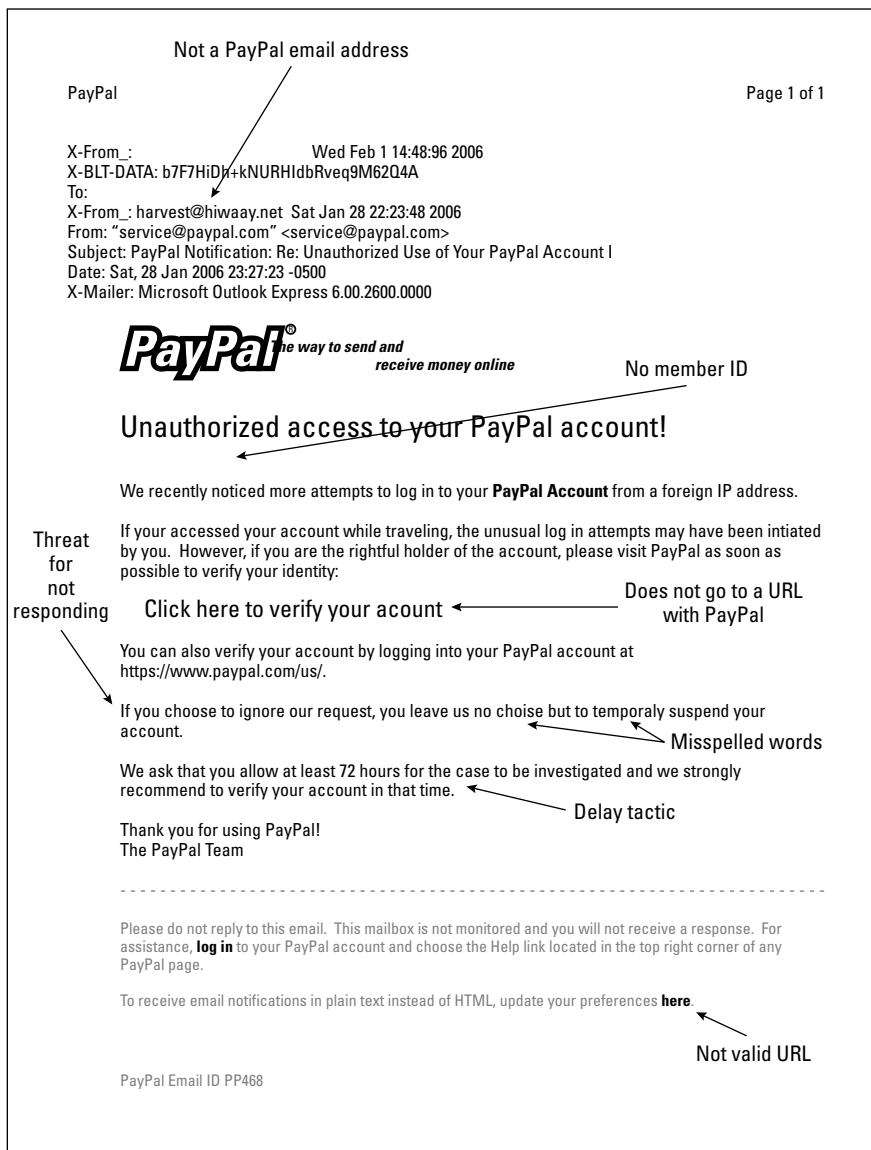 Not a PayPal email address
PayPal Page 1 of 1
X-From_: Wed Feb 1 14:48:96 2006
X-BLT-DATA: b7F7HiDh+kNURHIdbRveq9M62Q4A
To:
X-From_: harvest@hiwaay.net Sat Jan 28 22:23:48 2006
From: “service@paypal.com” <service@paypal.com>
Subject: PayPal Notification: Re: Unauthorized Use of Your PayPal Account I
Date: Sat, 28 Jan 2006 23:27:23 -0500
X-Mailer: Microsoft Outlook Express 6.00.2600.0000
PayPal®
The way to send and
receive money online
No member ID
Unauthorized access to your PayPal account!
We recently noticed more attempts to log in to your PayPal Account from a foreign IP address.
If your accessed your account while traveling, the unusual log in attempts may have been intiated
by you. However, if you are the rightful holder of the account, please visit PayPal as soon as
possible to verify your identity:
Threat
for
not
responding
Click here to verify your acount
Does not go to a URL
with PayPal
You can also verify your account by logging into your PayPal account at
https://www.paypal.com/us/.
If you choose to ignore our request, you leave us no choise but to temporaly suspend your
account.
Misspelled words
We ask that you allow at least 72 hours for the case to be investigated and we strongly
recommend to verify your account in that time.
Delay tactic
Thank you for using PayPal!
The PayPal Team
Please do not reply to this email. This mailbox is not monitored and you will not receive a response. For
assistance, log in to your PayPal account and choose the Help link located in the top right corner of any
PayPal page.
To receive email notifications in plain text instead of HTML, update your preferences here.
Not valid URL
PayPal Email ID PP468